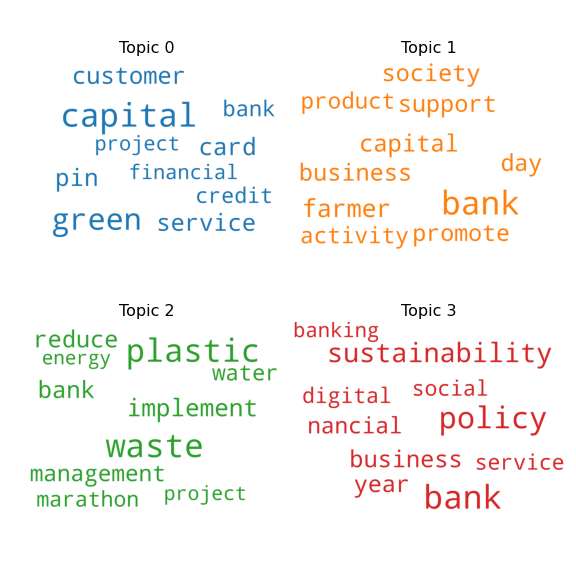 Topic 0
customer
capital
bank
project
card
pin
financial
credit
green
service
Topic 1
society
product
support
capital
business
day
farmer
bank
activity
promote
Topic 2
reduce
energy
plastic
water
bank
implement
waste
management
marathon
project
Topic 3
banking
sustainability
digital
social
nancial
policy
business
service
year
bank